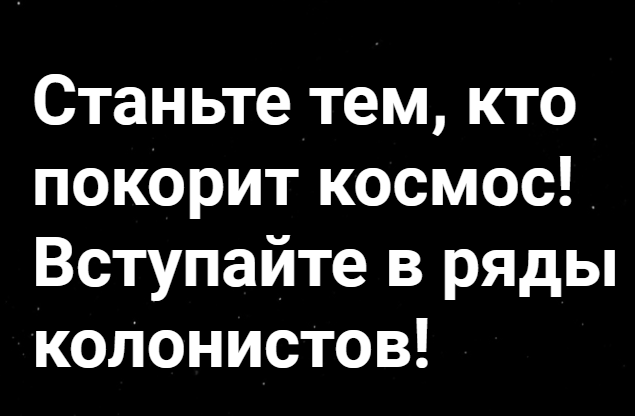 Станьте тем, кто
покорит космос!
Вступайте в ряды
колонистов!